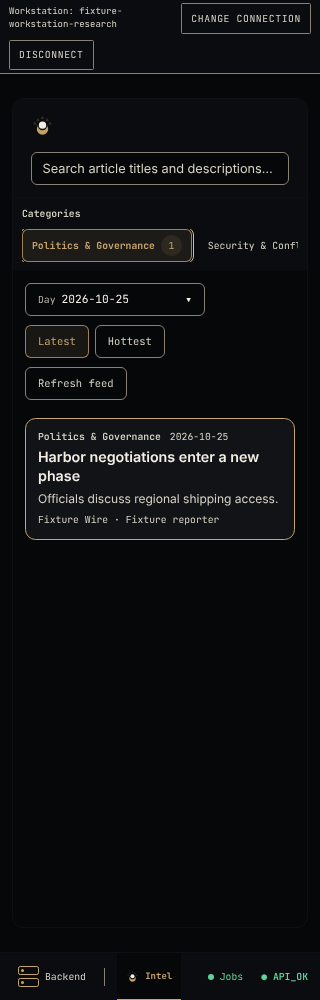 Workstation: fixture-
workstation-research
CHANGE CONNECTION
DISCONNECT
Search article titles and descriptions...
Categories
Politics & Governance 1
Security & Conf
Day 2026-10-25
Latest
Hottest
Refresh feed
Politics & Governance 2026-10-25
Harbor negotiations enter a new
phase
Officials discuss regional shipping access.
Fixture Wire · Fixture reporter
Backend
Intel
Jobs
API_OK